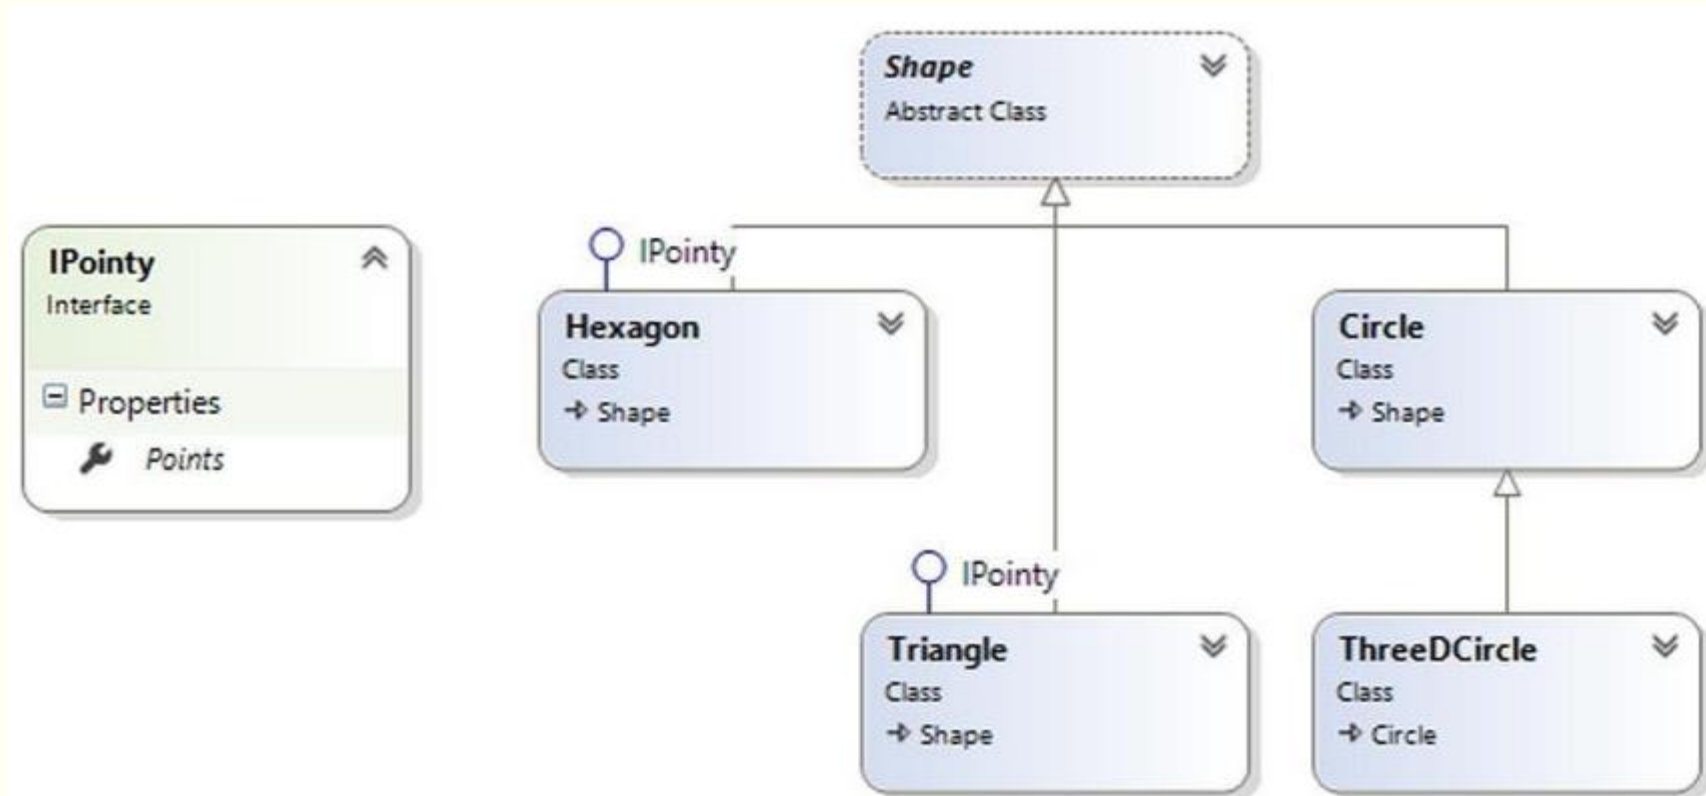 Shape
Abstract Class
IPointy
Interface
Properties
Points
IPointy
Hexagon
Class
Shape
Circle
Class
Shape
IPointy
Triangle
Class
Shape
ThreeDCircle
Class
Circle